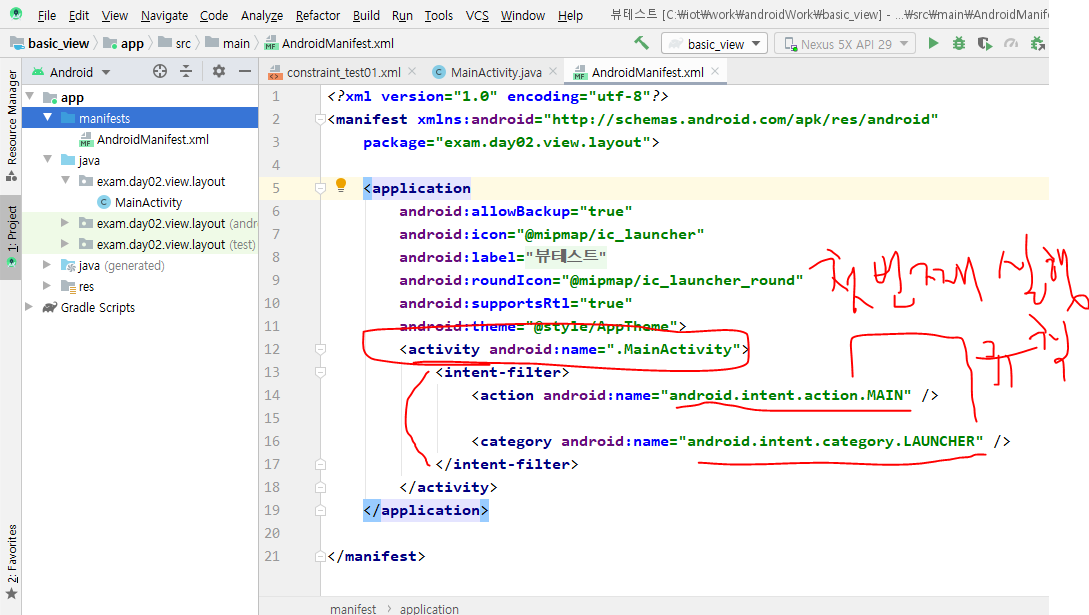 File Edit View Navigate Code Analyze Refactor Build Run Tools VCS Window Help 뷰테스트 [C:₩iot₩work₩androidWork₩basic_view] - ...₩src₩main₩AndroidManif
basic_view app src main AndroidManifest.xml basic_view Nexus 5X API 29
Android constraint_test01.xml MainActivity.java AndroidManifest.xml
Resource Manager
1: Project
2: Favorites
app
manifests
AndroidManifest.xml
java
exam.day02.view.layout
MainActivity
exam.day02.view.layout (andr
exam.day02.view.layout (test)
java (generated)
res
Gradle Scripts
1 <?xml version="1.0" encoding="utf-8"?>
2 <manifest xmlns:android="http://schemas.android.com/apk/res/android"
3 package="exam.day02.view.layout">
4
5 <application
6 android:allowBackup="true"
7 android:icon="@mipmap/ic_launcher"
8 android:label="뷰테스트"
9 android:roundIcon="@mipmap/ic_launcher_round"
10 android:supportsRtl="true"
11 android:theme="@style/AppTheme">
12 <activity android:name=".MainActivity">
13 <intent-filter>
14 <action android:name="android.intent.action.MAIN" />
15
16 <category android:name="android.intent.category.LAUNCHER" />
17 </intent-filter>
18 </activity>
19 </application>
20
21 </manifest>
첫번째 실행
규칙
manifest application